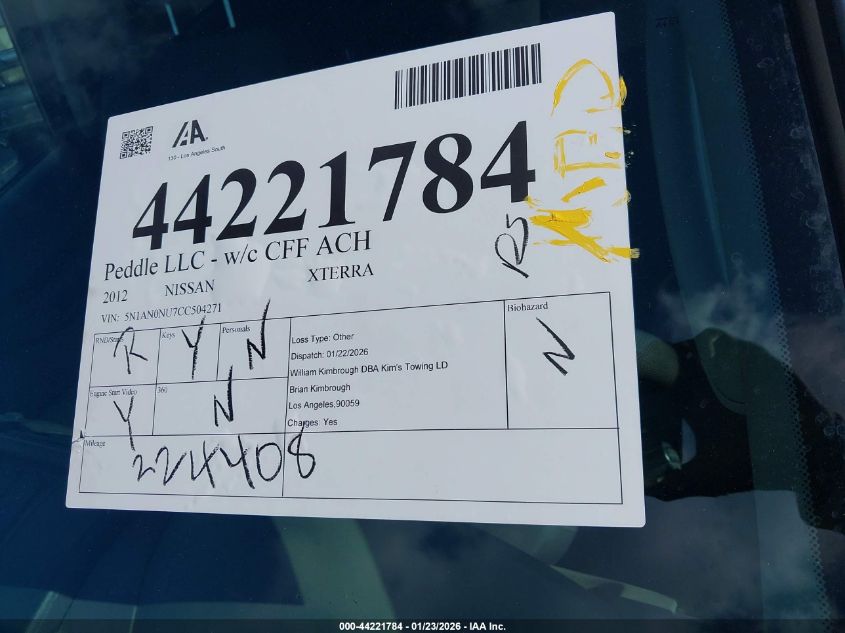 IAA
130 - Los Angeles South
44221784
Peddle LLC - w/c CFF ACH
2012 NISSAN XTERRA
VIN: 5N1AN0NU7CC504271
RND/Starts R
Keys Y
Personals N
Engine Start Video Y
360 N
Loss Type: Other
Dispatch: 01/22/2026
William Kimbrough DBA Kim's Towing LD
Brian Kimbrough
Los Angeles,90059
Charges: Yes
Biohazard N
Mileage 224408
000-44221784 - 01/23/2026 - IAA Inc.